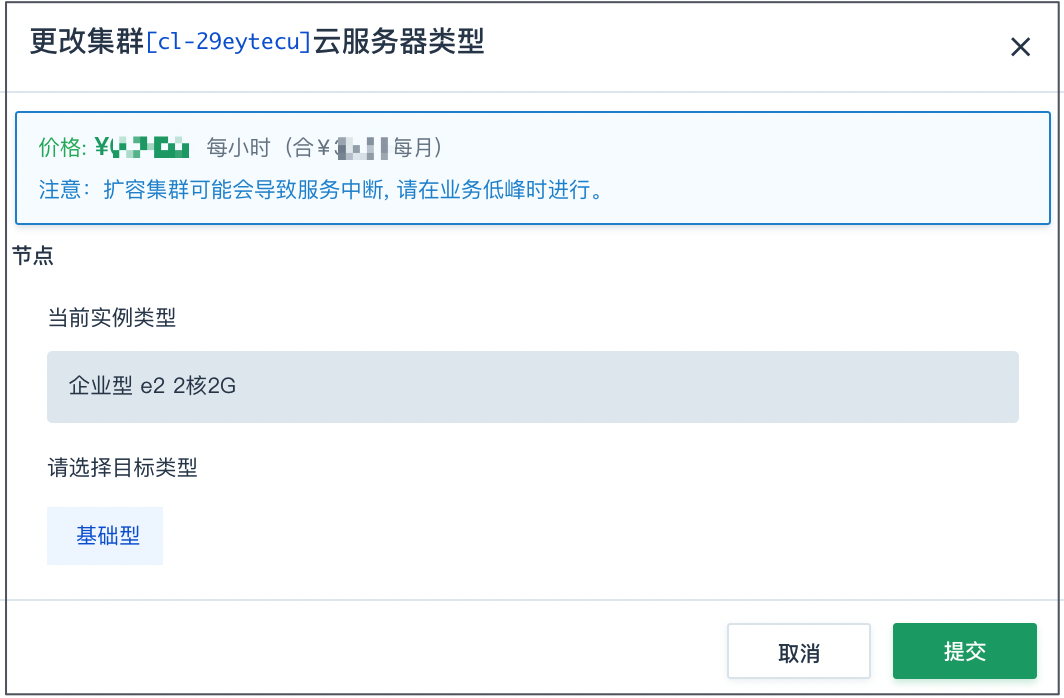 更改集群[cl-29eytecu]云服务器类型
价格: ¥ 每小时（合¥ 每月）
注意：扩容集群可能会导致服务中断, 请在业务低峰时进行。
节点
当前实例类型
企业型 e2 2核2G
请选择目标类型
基础型
取消
提交